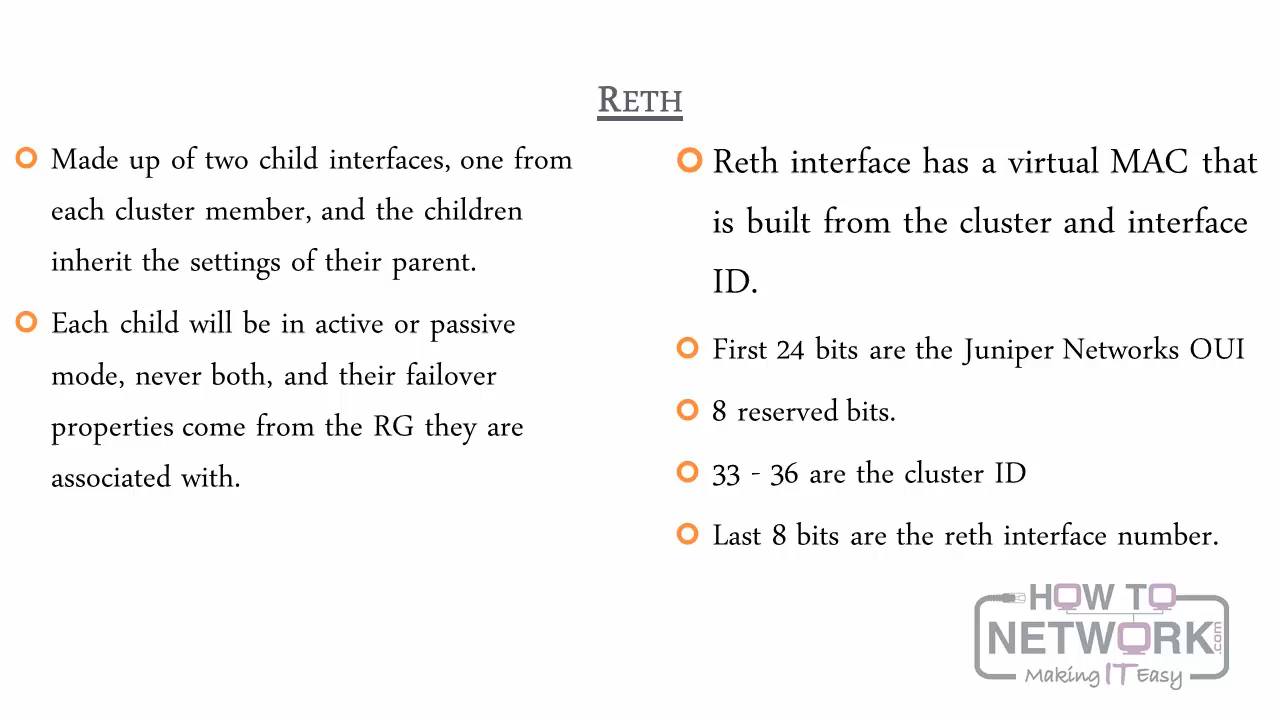 RETH
Made up of two child interfaces, one from
each cluster member, and the children
inherit the settings of their parent.
Each child will be in active or passive
mode, never both, and their failover
properties come from the RG they are
associated with.
Reth interface has a virtual MAC that
is built from the cluster and interface
ID.
First 24 bits are the Juniper Networks OUI
8 reserved bits.
33 - 36 are the cluster ID
Last 8 bits are the reth interface number.
HOW TO
NETWORK.com
Making IT Easy